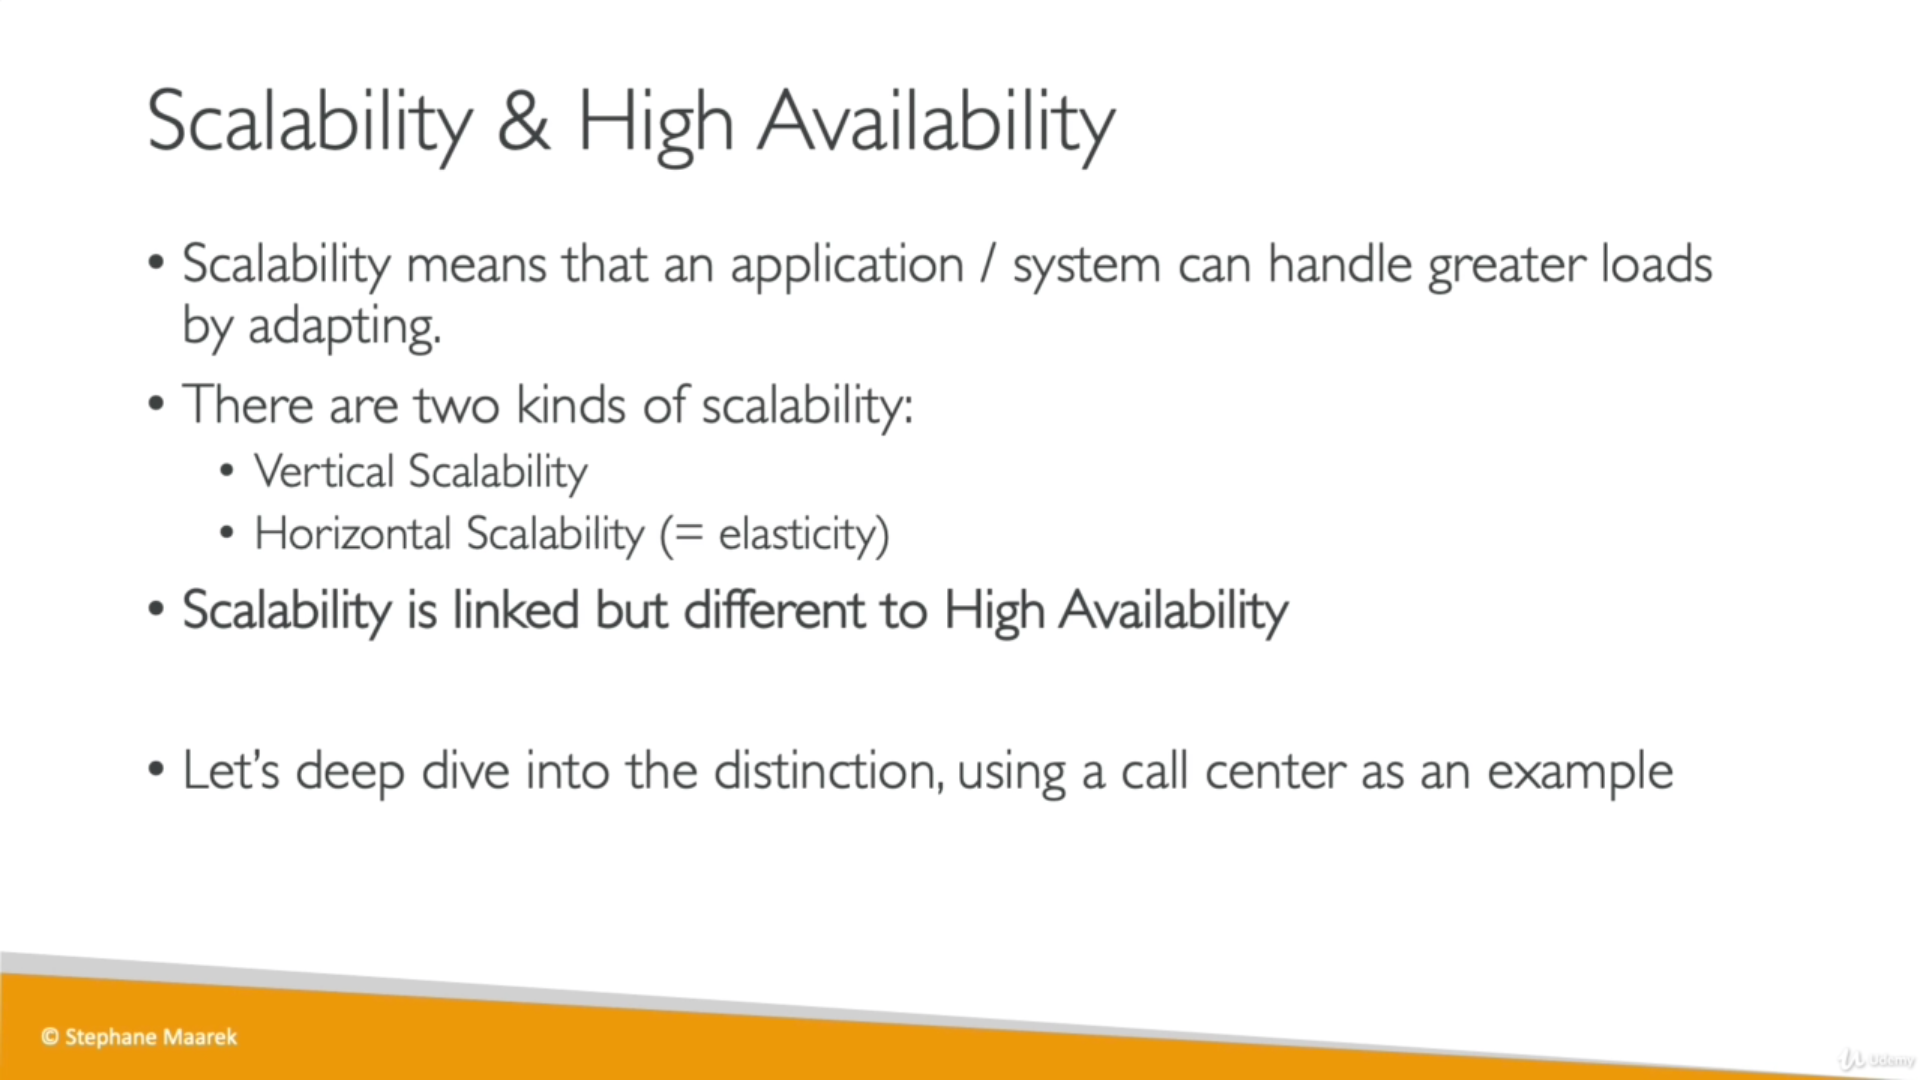 Scalability & High Availability
• Scalability means that an application / system can handle greater loads
by adapting.
• There are two kinds of scalability:
• Vertical Scalability
• Horizontal Scalability (= elasticity)
• Scalability is linked but different to High Availability
• Let’s deep dive into the distinction, using a call center as an example
© Stephane Maarek
Udemy